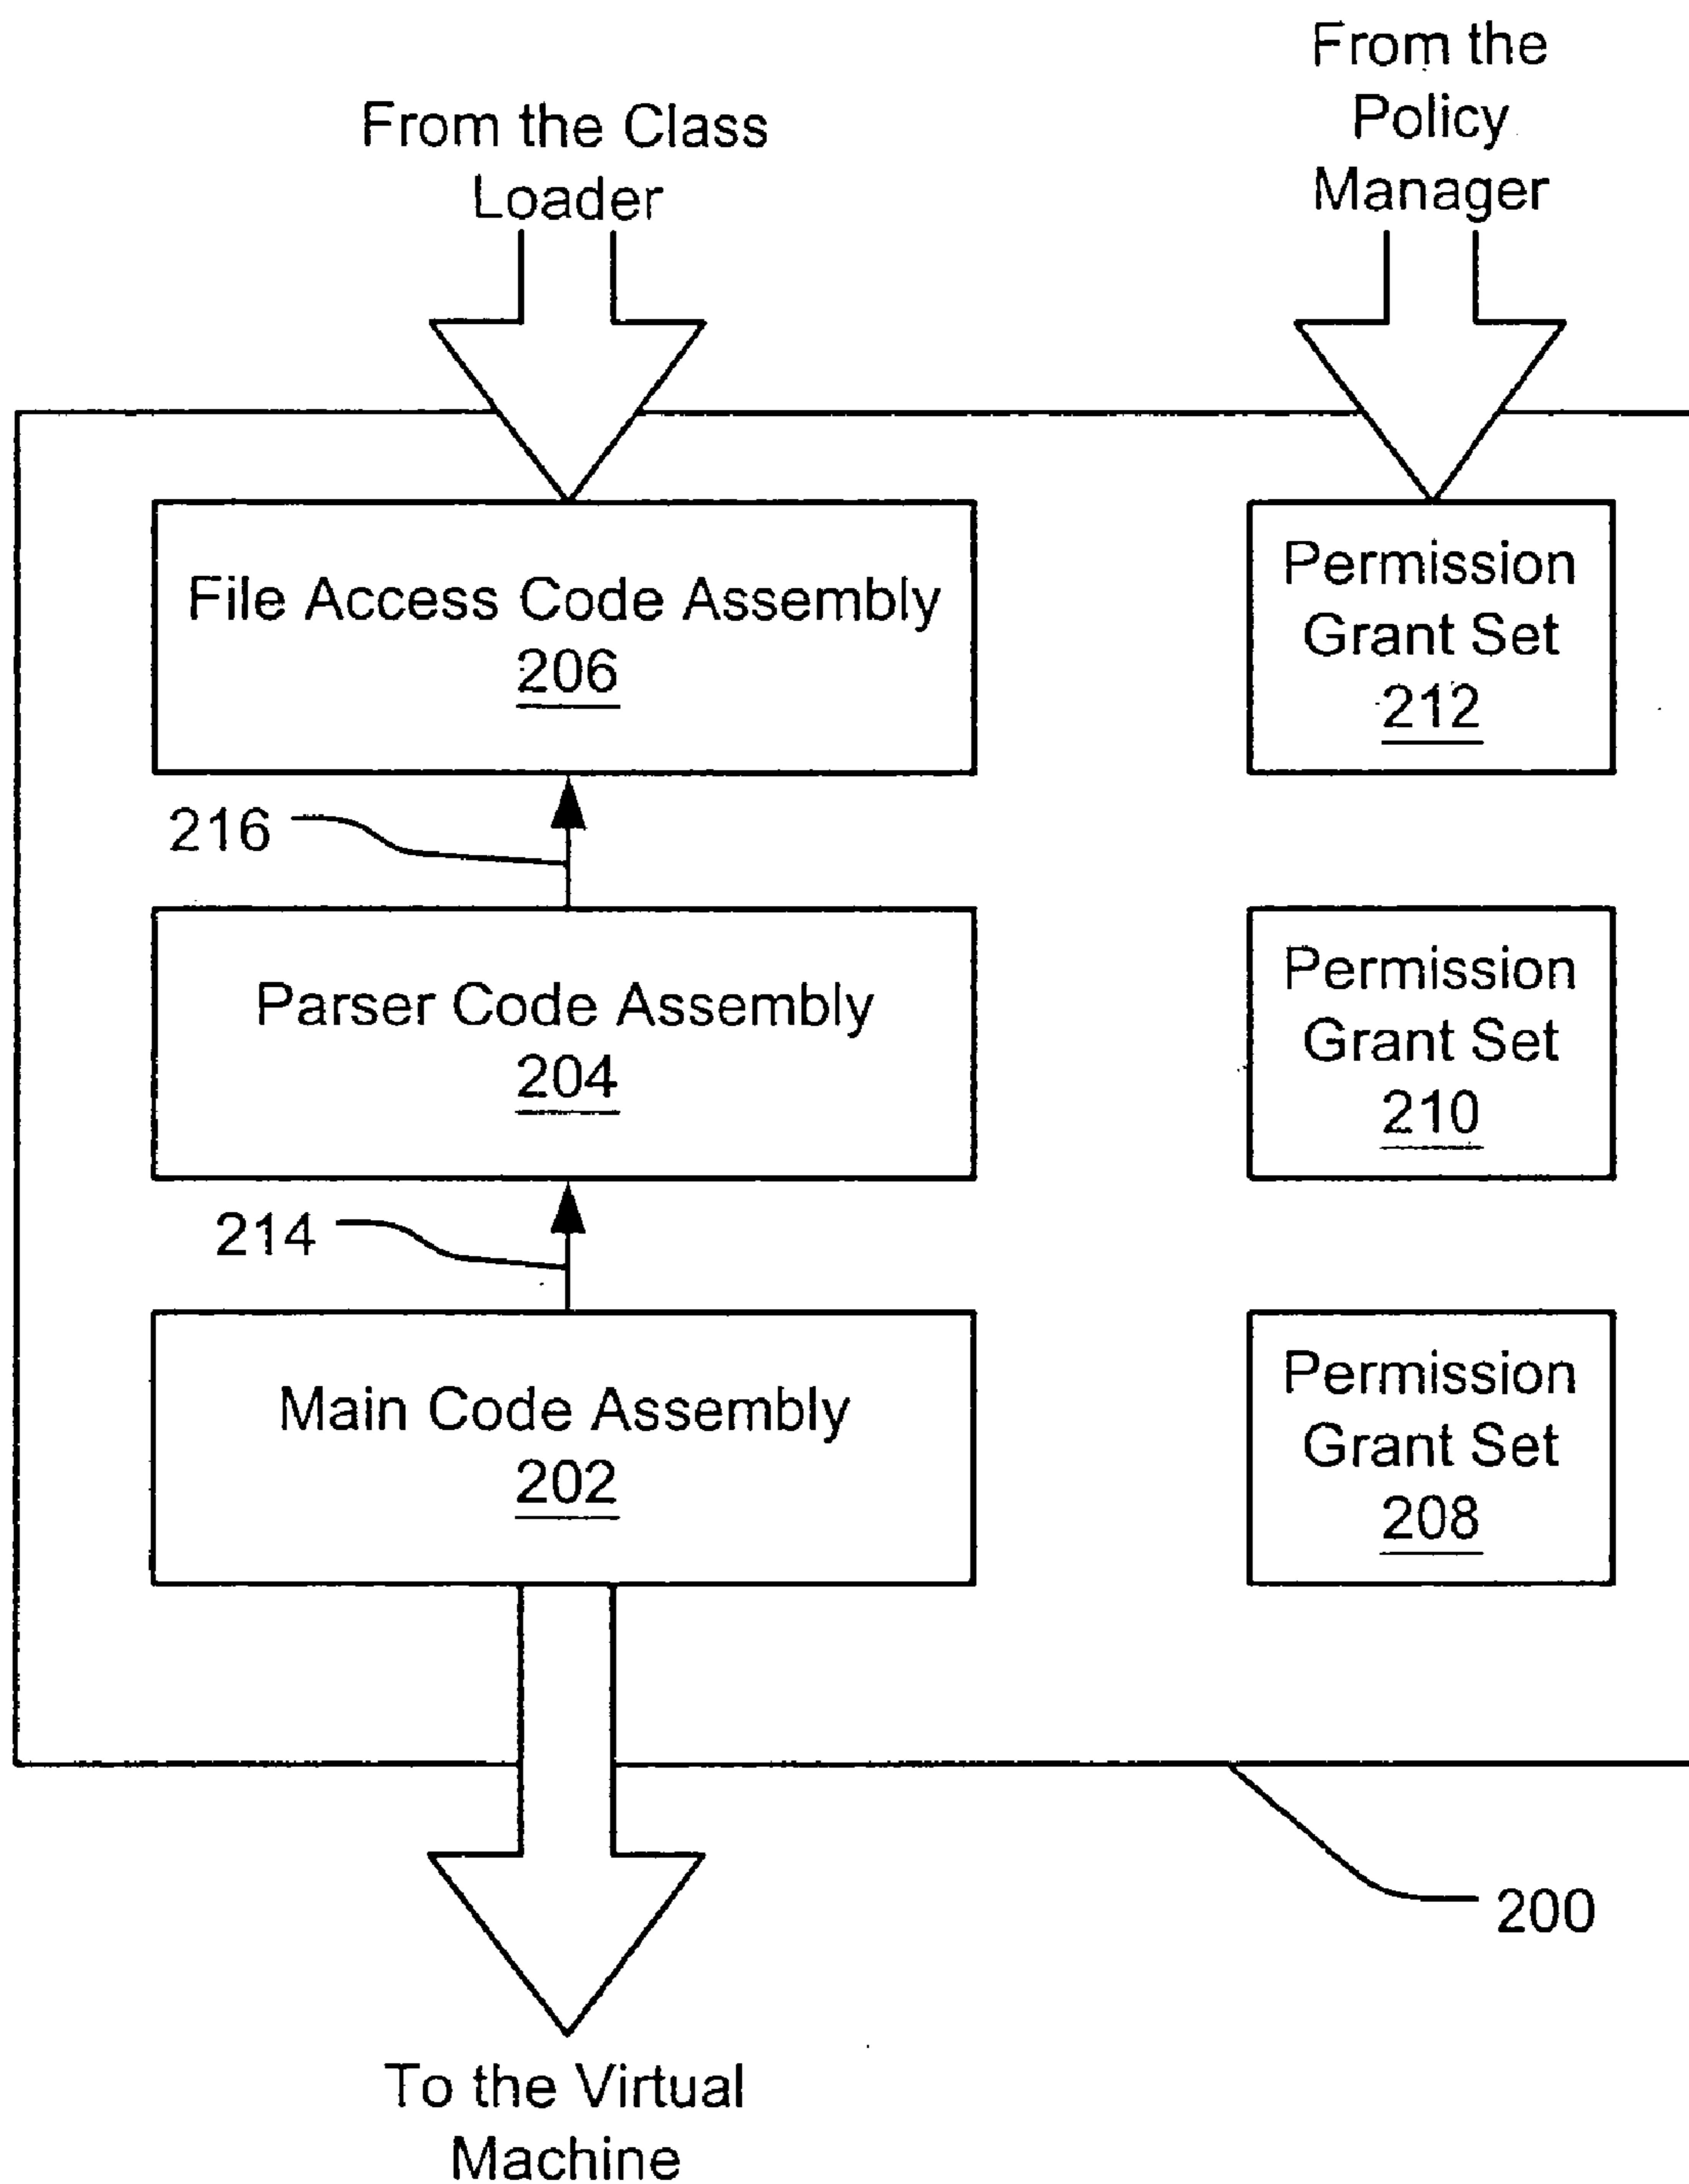 From the Class
Loader
From the
Policy
Manager
File Access Code Assembly
206
Permission
Grant Set
212
216
Parser Code Assembly
204
Permission
Grant Set
210
214
Main Code Assembly
202
Permission
Grant Set
208
200
To the Virtual
Machine